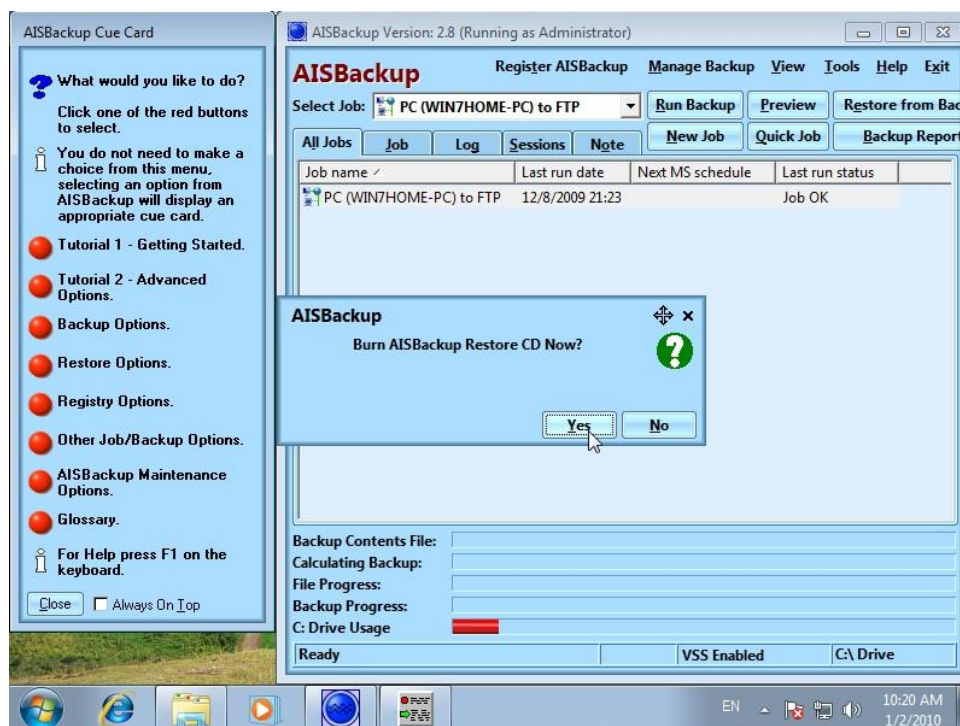 AISBackup Cue Card
What would you like to do?
Click one of the red buttons
to select.
You do not need to make a
choice from this menu,
selecting an option from
AISBackup will display an
appropriate cue card.
Tutorial 1 - Getting Started.
Tutorial 2 - Advanced
Options.
Backup Options.
Restore Options.
Registry Options.
Other Job/Backup Options.
AISBackup Maintenance
Options.
Glossary.
For Help press F1 on the
keyboard.
Close Always On Top
AISBackup Version: 2.8 (Running as Administrator)
AISBackup Register AISBackup Manage Backup View Tools Help Exit
Select Job: PC (WIN7HOME-PC) to FTP Run Backup Preview Restore from Bac
All Jobs Job Log Sessions Note New Job Quick Job Backup Report
Job name Last run date Next MS schedule Last run status
PC (WIN7HOME-PC) to FTP 12/8/2009 21:23 Job OK
AISBackup
Burn AISBackup Restore CD Now?
Yes No
Backup Contents File:
Calculating Backup:
File Progress:
Backup Progress:
C: Drive Usage
Ready VSS Enabled C:\ Drive
EN 10:20 AM
1/2/2010